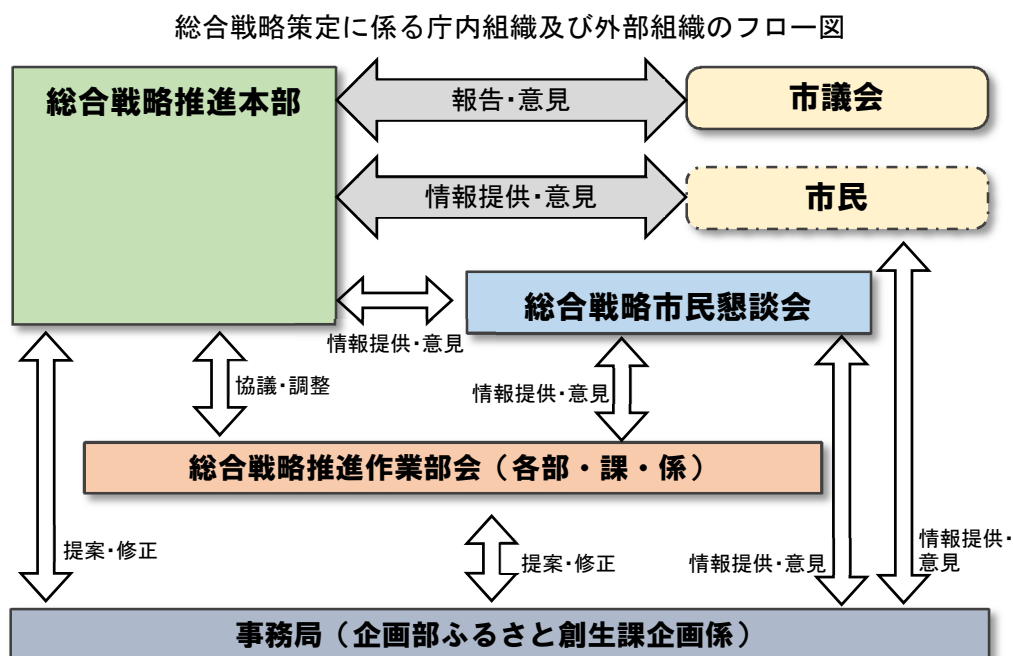 総合戦略策定に係る庁内組織及び外部組織のフロー図
総合戦略推進本部
報告・意見
市議会
情報提供・意見
市民
総合戦略市民懇談会
情報提供・意見
協議・調整
情報提供・意見
総合戦略推進作業部会（各部・課・係）
提案・修正
提案・修正
情報提供・意見
情報提供・
意見
事務局（企画部ふるさと創生課企画係）